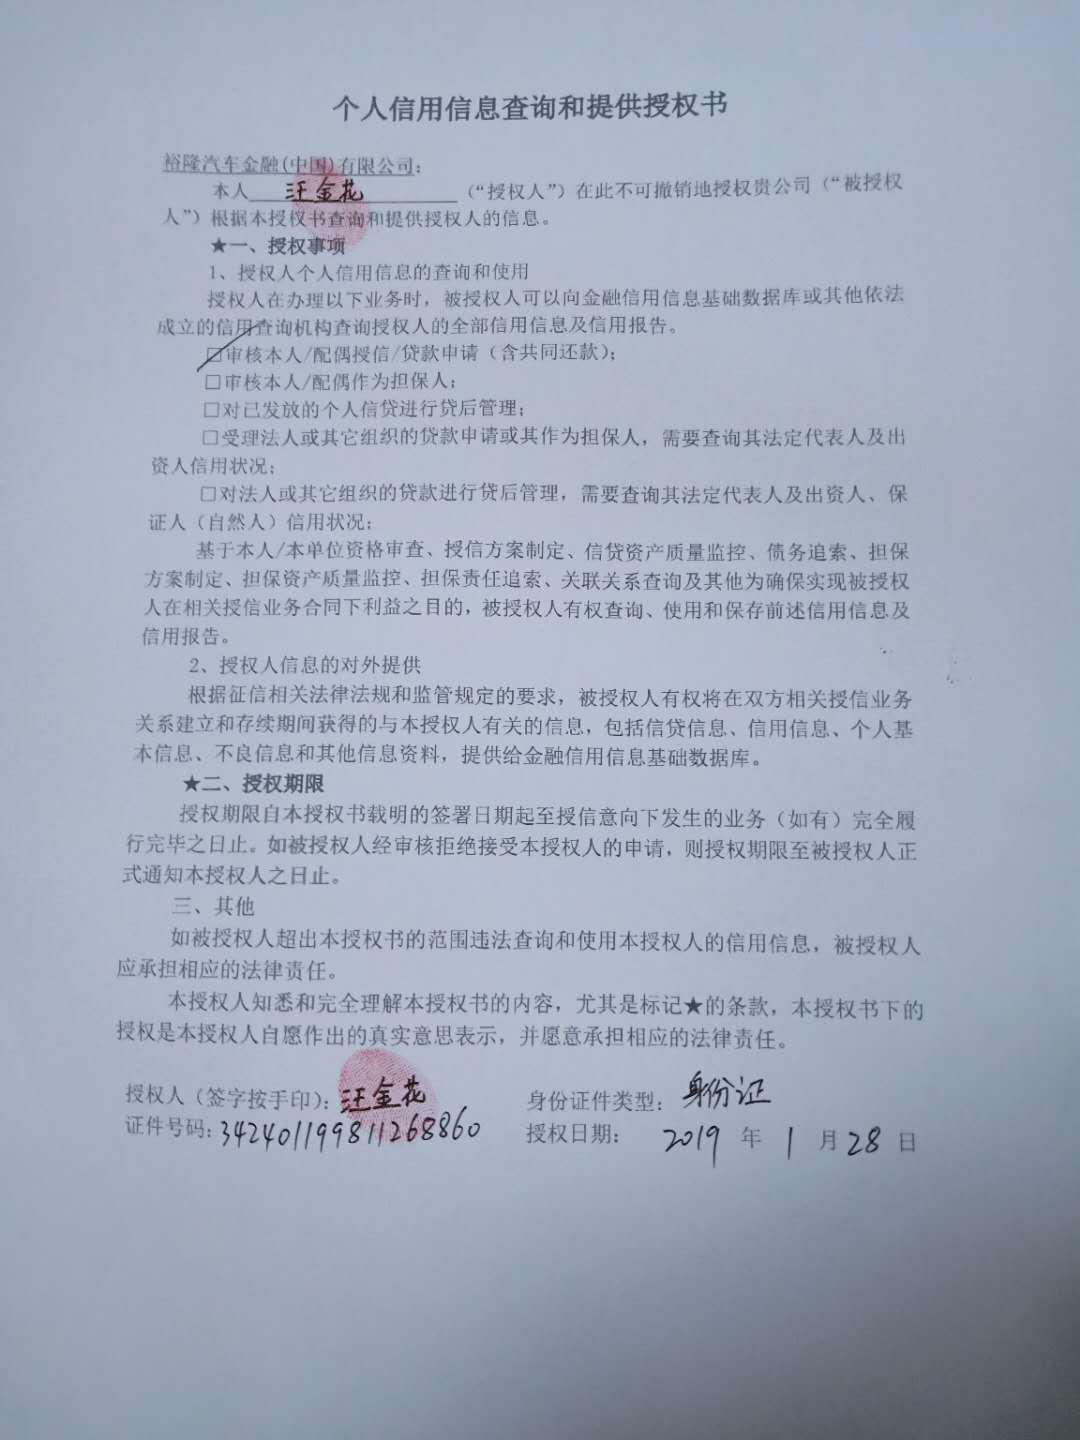 个人信用信息查询和提供授权书
裕隆汽车金融(中国)有限公司：
本人 汪金花 （“授权人”）在此不可撤销地授权贵公司（“被授权
人”）根据本授权书查询和提供授权人的信息。
★一、授权事项
1、授权人个人信用信息的查询和使用
授权人在办理以下业务时，被授权人可以向金融信用信息基础数据库或其他依法
成立的信用查询机构查询授权人的全部信用信息及信用报告。
☑审核本人/配偶授信/贷款申请（含共同还款）；
□审核本人/配偶作为担保人；
□对已发放的个人信贷进行贷后管理；
□受理法人或其它组织的贷款申请或其作为担保人，需要查询其法定代表人及出
资人信用状况；
□对法人或其它组织的贷款进行贷后管理，需要查询其法定代表人及出资人、保
证人（自然人）信用状况；
基于本人/本单位资格审查、授信方案制定、信贷资产质量监控、债务追索、担保
方案制定、担保资产质量监控、担保责任追索、关联关系查询及其他为确保实现被授权
人在相关授信业务合同下利益之目的，被授权人有权查询、使用和保存前述信用信息及
信用报告。
2、授权人信息的对外提供
根据征信相关法律法规和监管规定的要求，被授权人有权将在双方相关授信业务
关系建立和存续期间获得的与本授权人有关的信息，包括信贷信息、信用信息、个人基
本信息、不良信息和其他信息资料，提供给金融信用信息基础数据库。
★二、授权期限
授权期限自本授权书载明的签署日期起至授信意向下发生的业务（如有）完全履
行完毕之日止。如被授权人经审核拒绝接受本授权人的申请，则授权期限至被授权人正
式通知本授权人之日止。
三、其他
如被授权人超出本授权书的范围违法查询和使用本授权人的信用信息，被授权人
应承担相应的法律责任。
本授权人知悉和完全理解本授权书的内容，尤其是标记★的条款，本授权书下的
授权是本授权人自愿作出的真实意思表示，并愿意承担相应的法律责任。
授权人（签字按手印）：汪金花 身份证件类型：身份证
证件号码：342401199811268860 授权日期： 2019 年 1 月 28 日